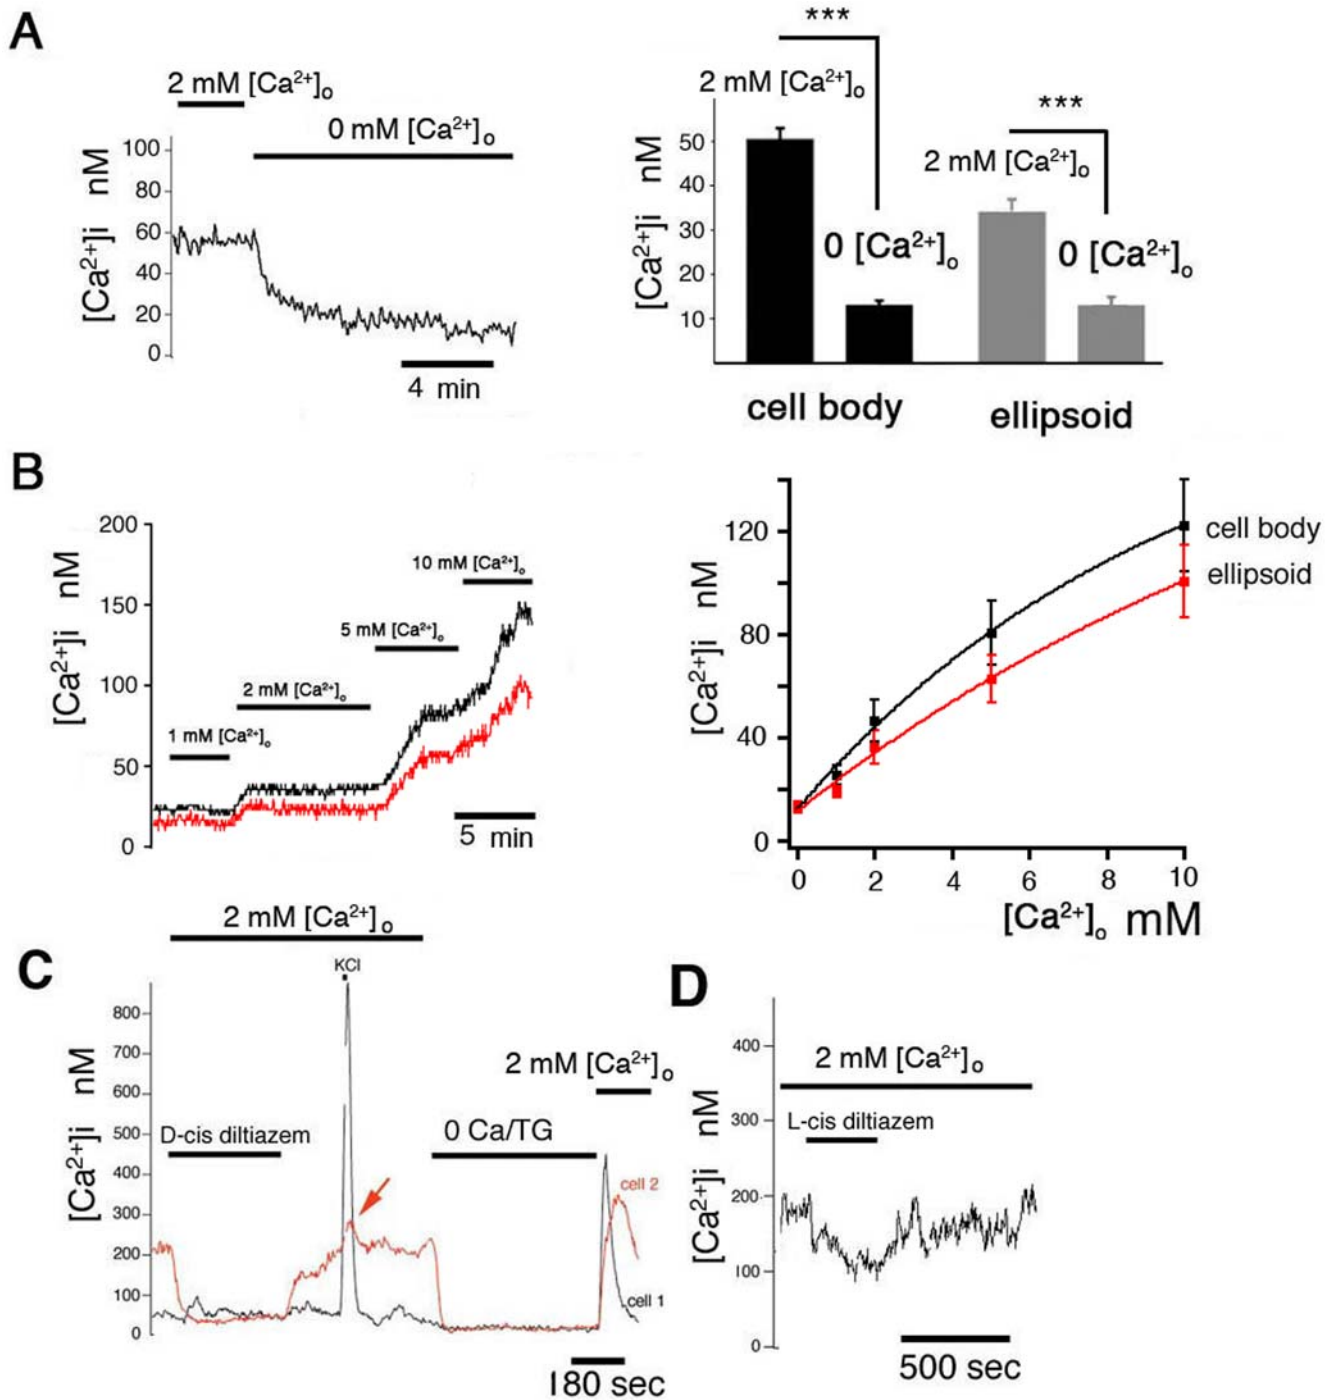 A
2 mM [Ca²⁺]ₒ
0 mM [Ca²⁺]ₒ
[Ca²⁺]i nM
100
80
60
40
20
0
4 min
***
2 mM [Ca²⁺]ₒ
***
2 mM [Ca²⁺]ₒ
0 [Ca²⁺]ₒ
0 [Ca²⁺]ₒ
[Ca²⁺]i nM
50
40
30
20
10
cell body
ellipsoid
B
[Ca²⁺]i nM
200
150
100
50
0
10 mM [Ca²⁺]ₒ
5 mM [Ca²⁺]ₒ
2 mM [Ca²⁺]ₒ
1 mM [Ca²⁺]ₒ
5 min
[Ca²⁺]i nM
120
80
40
0
cell body
ellipsoid
0 2 4 6 8 10
[Ca²⁺]ₒ mM
C
2 mM [Ca²⁺]ₒ
KCl
[Ca²⁺]i nM
800
700
600
500
400
300
200
100
0
2 mM [Ca²⁺]ₒ
D-cis diltiazem
0 Ca/TG
cell 2
cell 1
180 sec
D
[Ca²⁺]i nM
400
300
200
100
0
2 mM [Ca²⁺]ₒ
L-cis diltiazem
500 sec